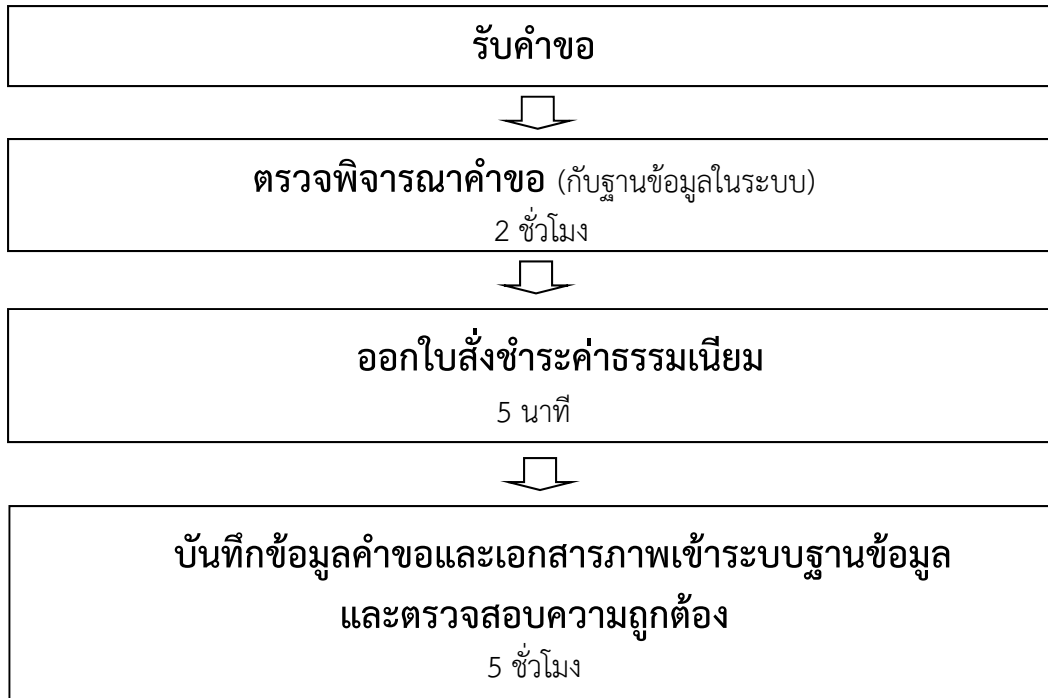 รับคำขอ
ตรวจพิจารณาคำขอ (กับฐานข้อมูลในระบบ)
2 ชั่วโมง
ออกใบสั่งชำระค่าธรรมเนียม
5 นาที
บันทึกข้อมูลคำขอและเอกสารภาพเข้าระบบฐานข้อมูล
และตรวจสอบความถูกต้อง
5 ชั่วโมง